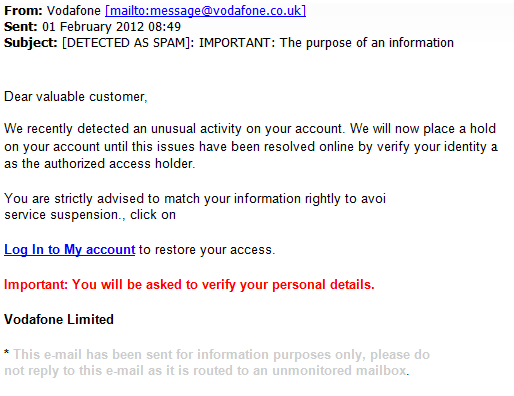 From: Vodafone [mailto:message@vodafone.co.uk]
Sent: 01 February 2012 08:49
Subject: [DETECTED AS SPAM]: IMPORTANT: The purpose of an information
Dear valuable customer,
We recently detected an unusual activity on your account. We will now place a hold
on your account until this issues have been resolved online by verify your identity a
as the authorized access holder.
You are strictly advised to match your information rightly to avoi
service suspension., click on
Log In to My account to restore your access.
Important: You will be asked to verify your personal details.
Vodafone Limited
* This e-mail has been sent for information purposes only, please do
not reply to this e-mail as it is routed to an unmonitored mailbox.